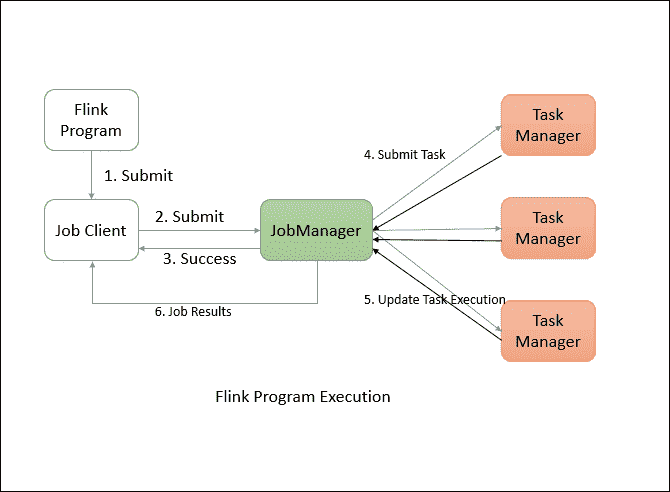 Flink
Program
1. Submit
Job Client
2. Submit
3. Success
JobManager
4. Submit Task
Task
Manager
Task
Manager
5. Update Task Execution
Task
Manager
6. Job Results
Flink Program Execution